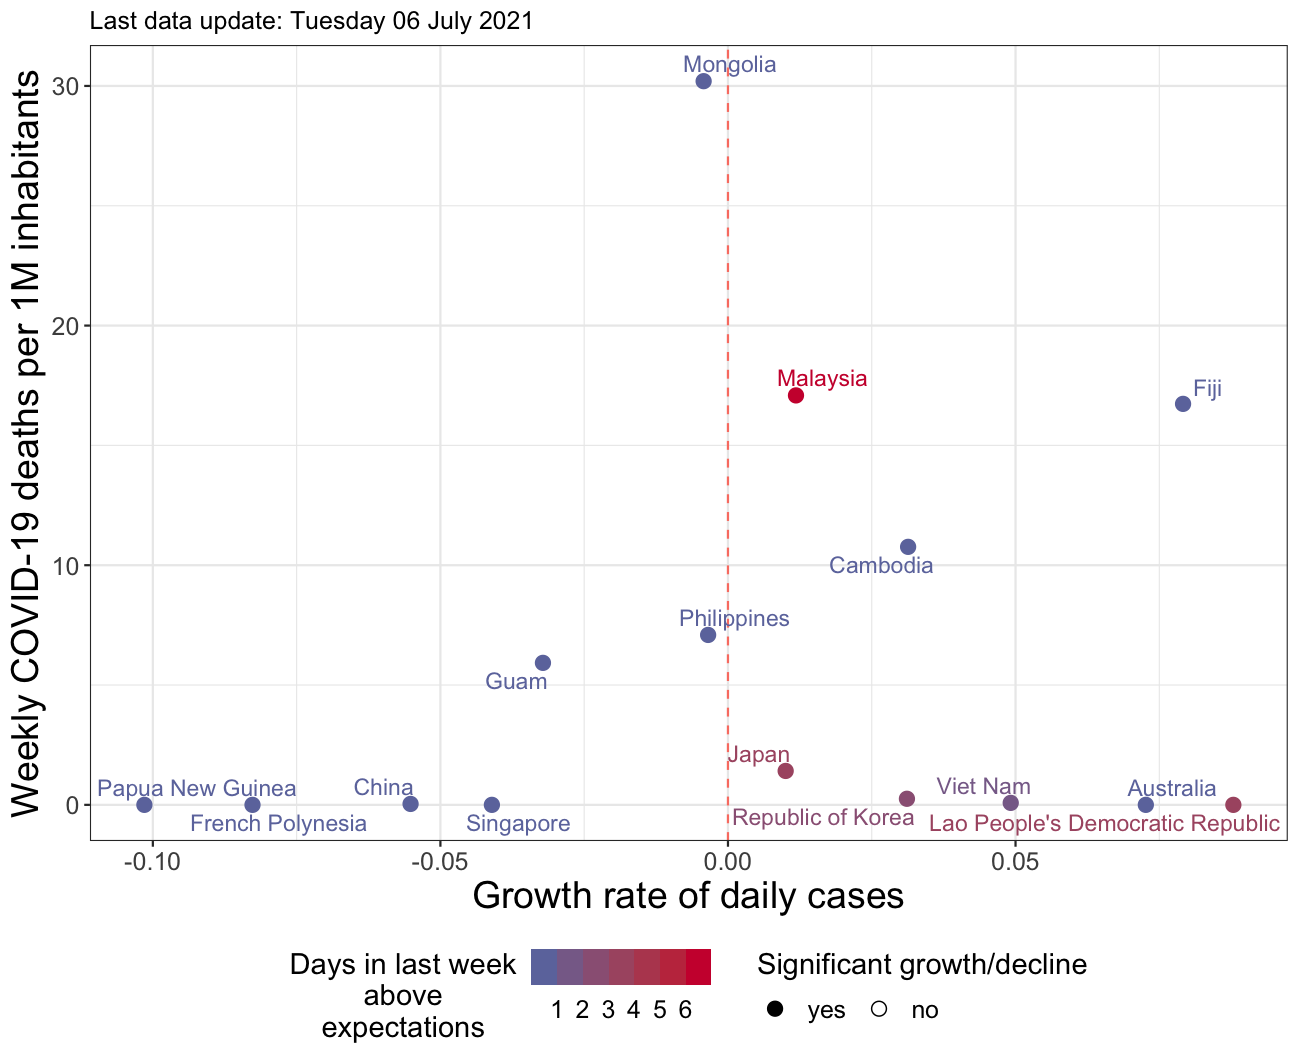 Last data update: Tuesday 06 July 2021
Weekly COVID-19 deaths per 1M inhabitants
30
20
10
0
Mongolia
Malaysia
Fiji
Cambodia
Philippines
Guam
Japan
Papua New Guinea
China
Viet Nam
Australia
French Polynesia
Singapore
Republic of Korea
Lao People's Democratic Republic
-0.10
-0.05
0.00
0.05
Growth rate of daily cases
Days in last week
above
expectations
1 2 3 4 5 6
Significant growth/decline
yes no